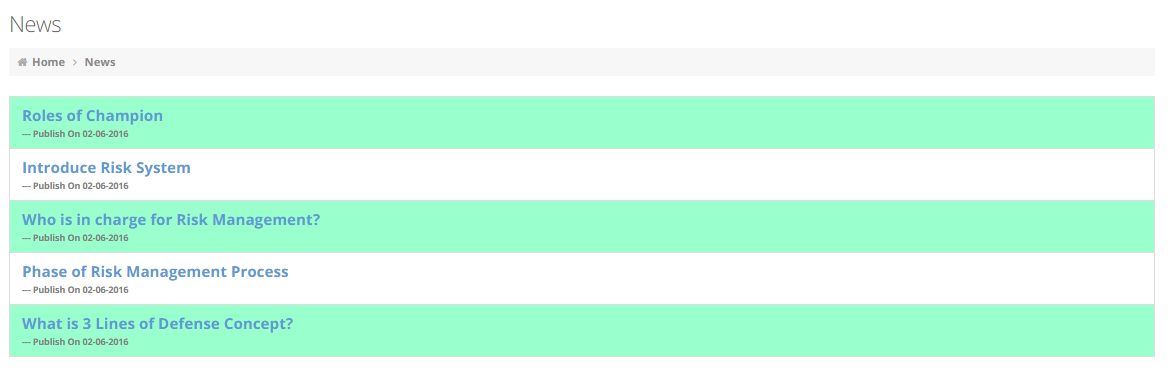 News
Home > News
Roles of Champion
--- Publish On 02-06-2016
Introduce Risk System
--- Publish On 02-06-2016
Who is in charge for Risk Management?
--- Publish On 02-06-2016
Phase of Risk Management Process
--- Publish On 02-06-2016
What is 3 Lines of Defense Concept?
--- Publish On 02-06-2016